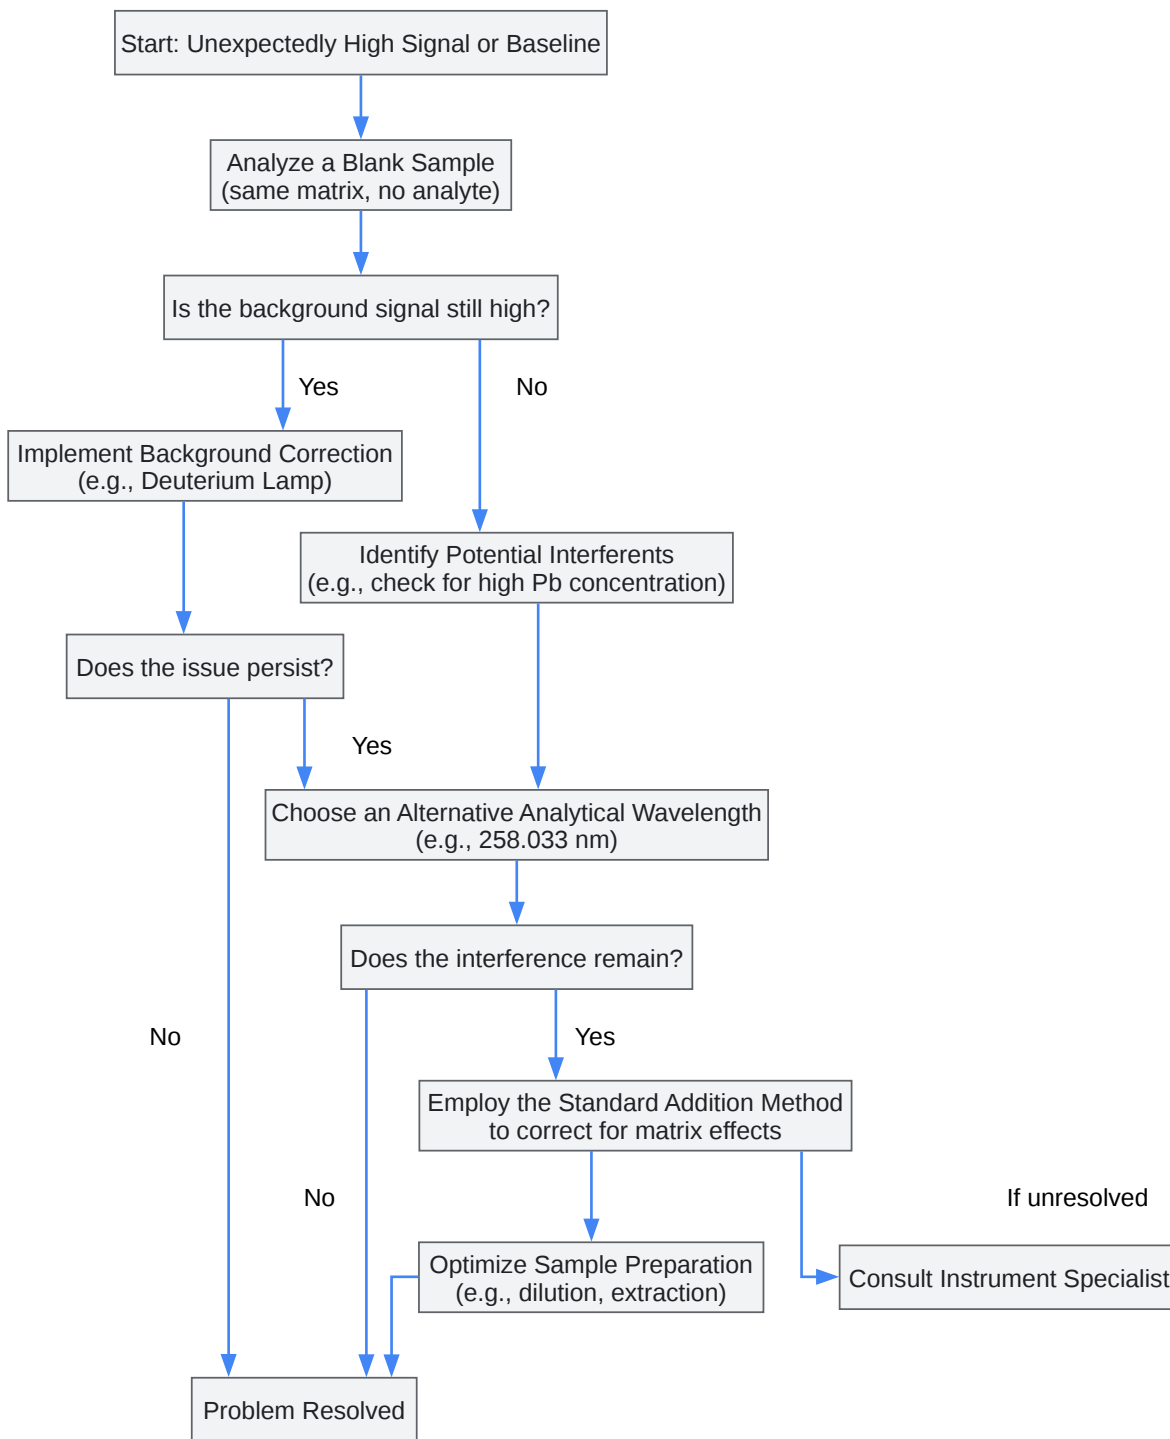 Start: Unexpectedly High Signal or Baseline
Analyze a Blank Sample
(same matrix, no analyte)
Is the background signal still high?
Yes
No
Implement Background Correction
(e.g., Deuterium Lamp)
Identify Potential Interferents
(e.g., check for high Pb concentration)
Does the issue persist?
Yes
Choose an Alternative Analytical Wavelength
(e.g., 258.033 nm)
Does the interference remain?
No
Yes
Employ the Standard Addition Method
to correct for matrix effects
No
If unresolved
Optimize Sample Preparation
(e.g., dilution, extraction)
Consult Instrument Specialist
Problem Resolved